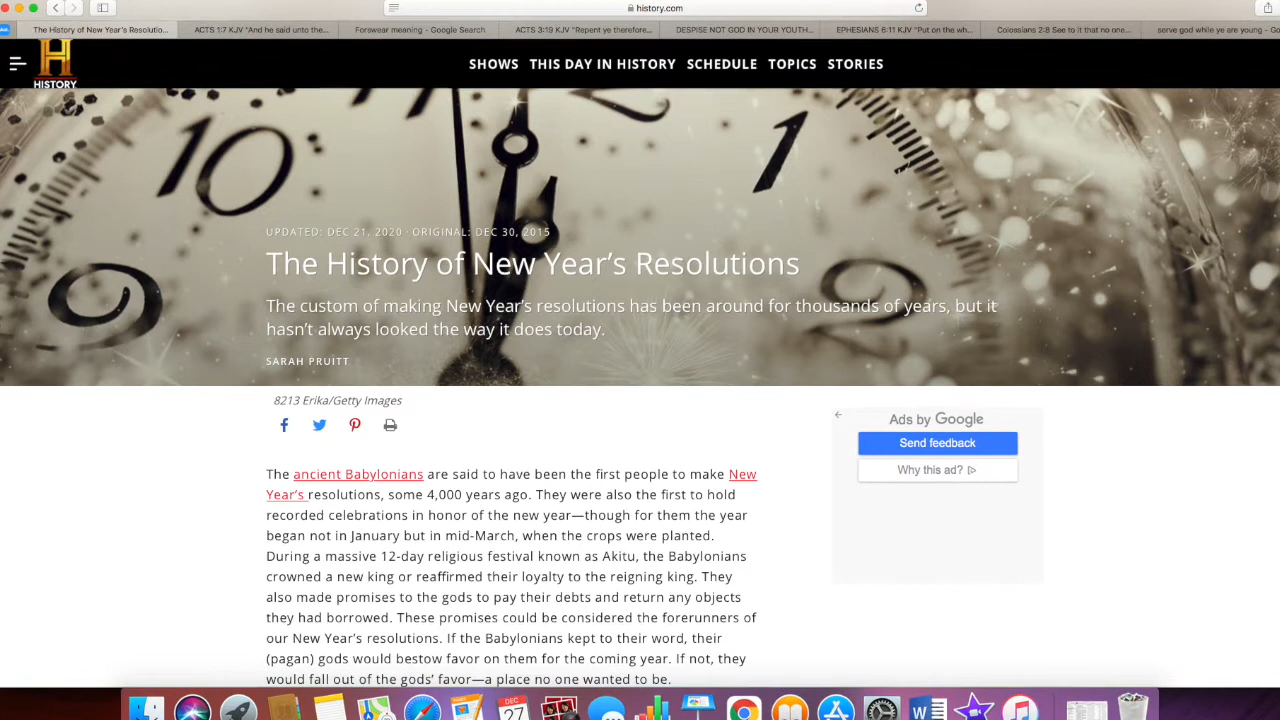 history.com
The History of New Year's Resolutio...
ACTS 1:7 KJV "And he said unto the...
Forswear meaning - Google Search
ACTS 3:19 KJV "Repent ye therefore...
DESPISE NOT GOD IN YOUR YOUTH...
EPHESIANS 6:11 KJV "Put on the wh...
Colossians 2:8 See to it that no one...
serve god while ye are young - Go
H
HISTORY
SHOWS THIS DAY IN HISTORY SCHEDULE TOPICS STORIES
11 12 1
10
9 2
UPDATED: DEC 21, 2020 · ORIGINAL: DEC 30, 2015
The History of New Year's Resolutions
The custom of making New Year's resolutions has been around for thousands of years, but it
hasn't always looked the way it does today.
SARAH PRUITT
8213 Erika/Getty Images
Ads by Google
Send feedback
Why this ad?
The ancient Babylonians are said to have been the first people to make New
Year's resolutions, some 4,000 years ago. They were also the first to hold
recorded celebrations in honor of the new year—though for them the year
began not in January but in mid-March, when the crops were planted.
During a massive 12-day religious festival known as Akitu, the Babylonians
crowned a new king or reaffirmed their loyalty to the reigning king. They
also made promises to the gods to pay their debts and return any objects
they had borrowed. These promises could be considered the forerunners of
our New Year's resolutions. If the Babylonians kept to their word, their
(pagan) gods would bestow favor on them for the coming year. If not, they
would fall out of the gods' favor—a place no one wanted to be.
DEC
27
W